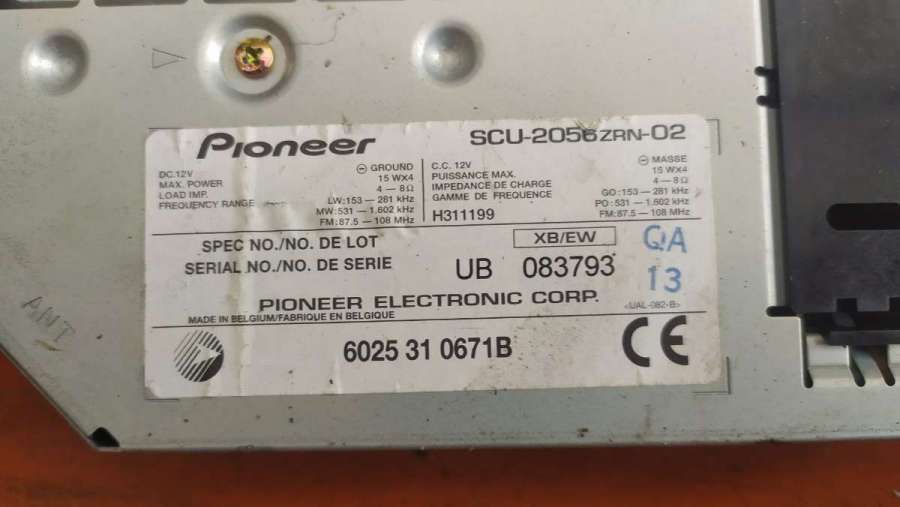 Pioneer
SCU-2056ZRN-02
DC.12V
⊖ GROUND
MAX. POWER 15 WX4
LOAD IMP. 4–8Ω
FREQUENCY RANGE LW:153–281 kHz
MW:531–1.602 kHz
FM:87.5–108 MHz
C.C. 12V
⊖ MASSE
PUISSANCE MAX. 15 WX4
IMPEDANCE DE CHARGE 4–8Ω
GAMME DE FREQUENCE GO:153–281 kHz
PO:531–1.602 kHz
H311199 FM:87.5–108 MHz
SPEC NO./NO. DE LOT XB/EW
SERIAL NO./NO. DE SERIE UB 083793
QA
13
PIONEER ELECTRONIC CORP.
<UAL-082-B>
MADE IN BELGIUM/FABRIQUE EN BELGIQUE
6025 31 0671B
CE
ANT